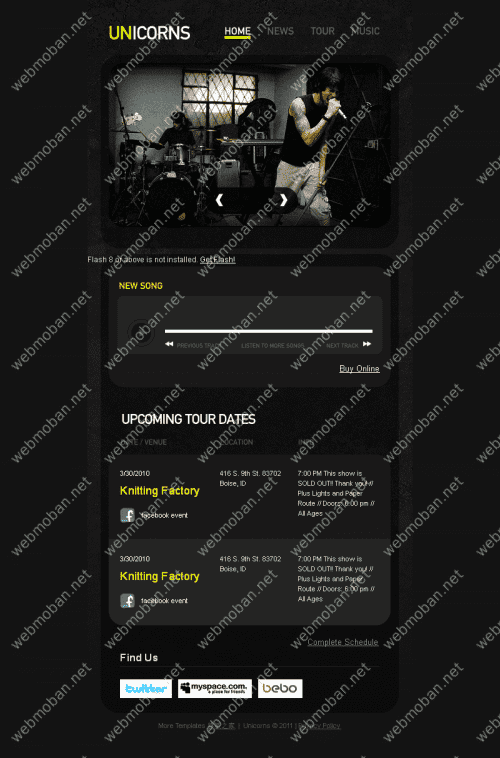 UNICORNS
HOME NEWS TOUR MUSIC
Flash 8 or above is not installed. Get Flash!
NEW SONG
PREVIOUS TRACK LISTEN TO MORE SONGS NEXT TRACK
Buy Online
UPCOMING TOUR DATES
DATE / VENUE LOCATION
3/30/2010 416 S. 9th St. 83702 7:00 PM This show is
Boise, ID SOLD OUT!! Thank you! //
Knitting Factory Plus Lights and Paper
Route // Doors: 6:00 pm //
facebook event All Ages
3/30/2010 416 S. 9th St. 83702 7:00 PM This show is
Boise, ID SOLD OUT!! Thank you! //
Knitting Factory Plus Lights and Paper
Route // Doors: 6:00 pm //
facebook event All Ages
Complete Schedule
Find Us
twitter myspace.com. bebo
a place for friends
More Templates | Unicorns © 2011 | Privacy Policy
webmoban.net